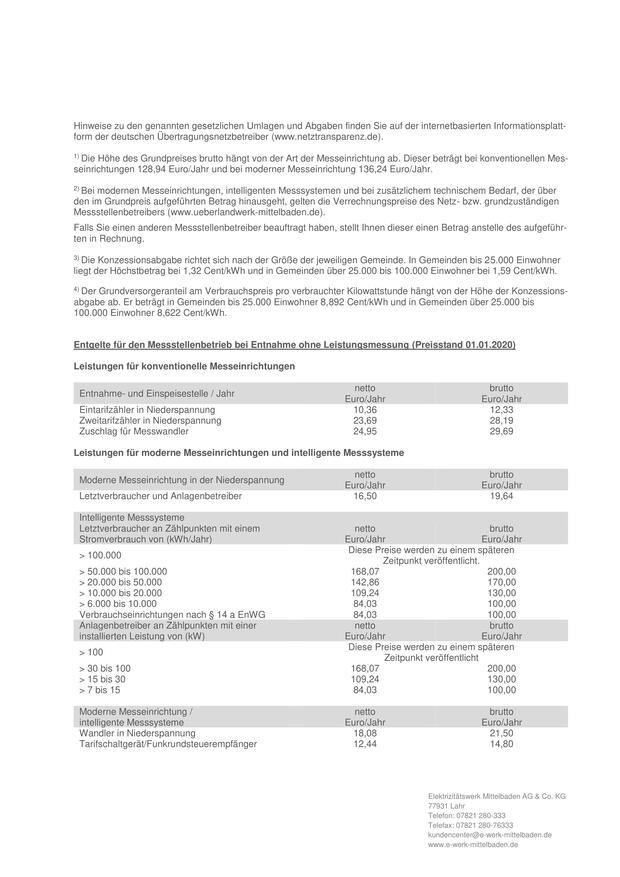 Hinweise zu den genannten gesetzlichen Umlagen und Abgaben finden Sie auf der internetbasierten Informationsplatt-
form der deutschen Übertragungsnetzbetreiber (www.netztransparenz.de).
1) Die Höhe des Grundpreises brutto hängt von der Art der Messeinrichtung ab. Dieser beträgt bei konventionellen Mes-
seinrichtungen 128,94 Euro/Jahr und bei moderner Messeinrichtung 136,24 Euro/Jahr.
2) Bei modernen Messeinrichtungen, intelligenten Messsystemen und bei zusätzlichem technischem Bedarf, der über
den im Grundpreis aufgeführten Betrag hinausgeht, gelten die Verrechnungspreise des Netz- bzw. grundzuständigen
Messstellenbetreibers (www.ueberlandwerk-mittelbaden.de).
Falls Sie einen anderen Messstellenbetreiber beauftragt haben, stellt Ihnen dieser einen Betrag anstelle des aufgeführ-
ten in Rechnung.
3) Die Konzessionsabgabe richtet sich nach der Größe der jeweiligen Gemeinde. In Gemeinden bis 25.000 Einwohner
liegt der Höchstbetrag bei 1,32 Cent/kWh und in Gemeinden über 25.000 bis 100.000 Einwohner bei 1,59 Cent/kWh.
4) Der Grundversorgeranteil am Verbrauchspreis pro verbrauchter Kilowattstunde hängt von der Höhe der Konzessions-
abgabe ab. Er beträgt in Gemeinden bis 25.000 Einwohner 8,892 Cent/kWh und in Gemeinden über 25.000 bis
100.000 Einwohner 8,622 Cent/kWh.
Entgelte für den Messstellenbetrieb bei Entnahme ohne Leistungsmessung (Preisstand 01.01.2020)
Leistungen für konventionelle Messeinrichtungen
Entnahme- und Einspeisestelle / Jahr netto Euro/Jahr brutto Euro/Jahr
Eintarifzähler in Niederspannung 10,36 12,33
Zweitarifzähler in Niederspannung 23,69 28,19
Zuschlag für Messwandler 24,95 29,69
Leistungen für moderne Messeinrichtungen und intelligente Messsysteme
Moderne Messeinrichtung in der Niederspannung netto Euro/Jahr brutto Euro/Jahr
Letztverbraucher und Anlagenbetreiber 16,50 19,64
Intelligente Messsysteme
Letztverbraucher an Zählpunkten mit einem netto brutto
Stromverbrauch von (kWh/Jahr) Euro/Jahr Euro/Jahr
> 100.000 Diese Preise werden zu einem späteren
Zeitpunkt veröffentlicht.
> 50.000 bis 100.000 168,07 200,00
> 20.000 bis 50.000 142,86 170,00
> 10.000 bis 20.000 109,24 130,00
> 6.000 bis 10.000 84,03 100,00
Verbrauchseinrichtungen nach § 14 a EnWG 84,03 100,00
Anlagenbetreiber an Zählpunkten mit einer netto brutto
installierten Leistung von (kW) Euro/Jahr Euro/Jahr
> 100 Diese Preise werden zu einem späteren
Zeitpunkt veröffentlicht
> 30 bis 100 168,07 200,00
> 15 bis 30 109,24 130,00
> 7 bis 15 84,03 100,00
Moderne Messeinrichtung / netto brutto
intelligente Messsysteme Euro/Jahr Euro/Jahr
Wandler in Niederspannung 18,08 21,50
Tarifschaltgerät/Funkrundsteuerempfänger 12,44 14,80
Elektrizitätswerk Mittelbaden AG & Co. KG
77931 Lahr
Telefon: 07821 280-333
Telefax: 07821 280-76333
kundencenter@e-werk-mittelbaden.de
www.e-werk-mittelbaden.de